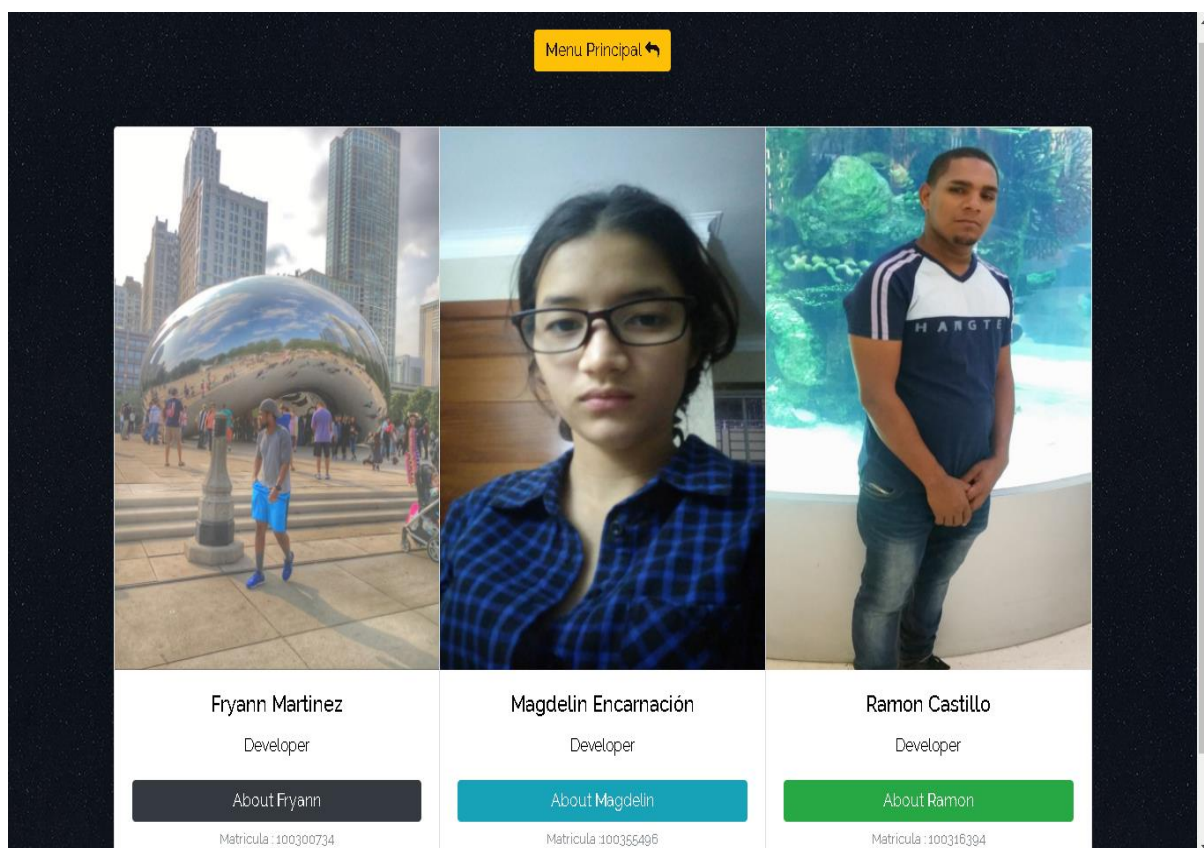 Menu Principal
HANGTE
Fryann Martinez
Developer
About Fryann
Matricula : 100300734
Magdelin Encarnación
Developer
About Magdelin
Matricula :100355496
Ramon Castillo
Developer
About Ramon
Matricula : 100316394